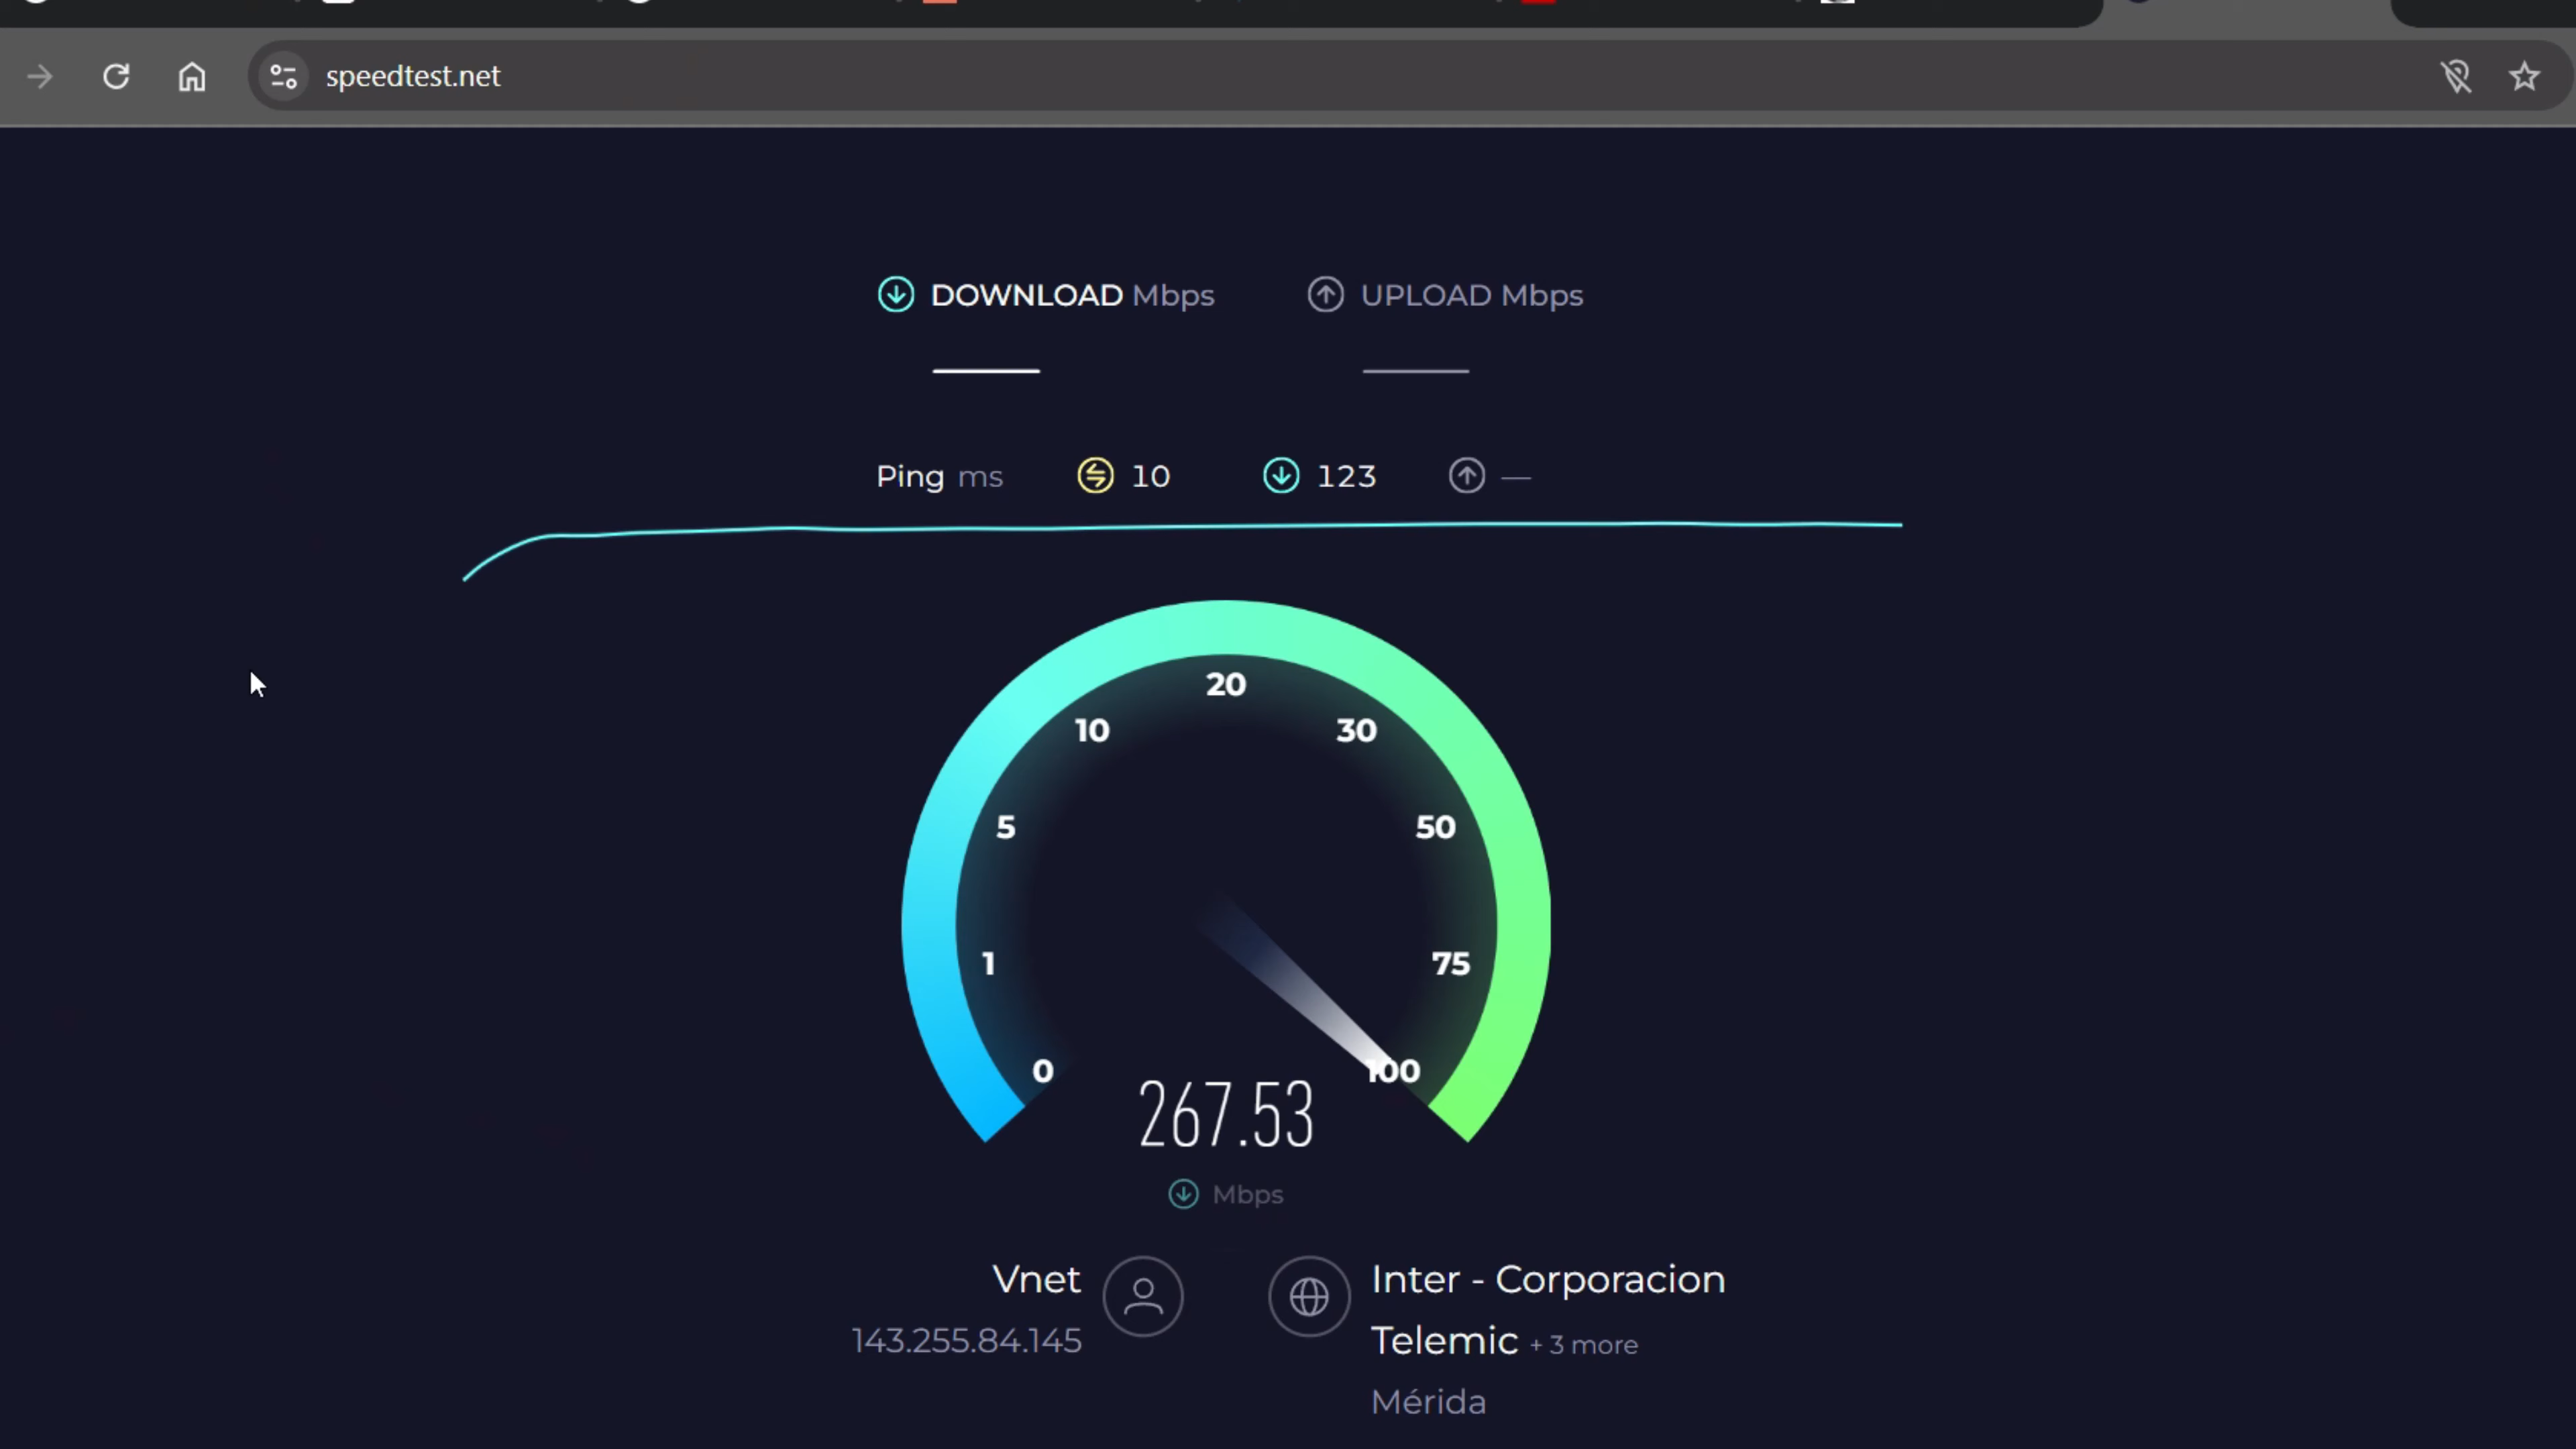 speedtest.net
DOWNLOAD Mbps
UPLOAD Mbps
Ping ms 10 123 —
0
1
5
10
20
30
50
75
100
267.53
Mbps
Vnet
143.255.84.145
Inter - Corporacion
Telemic + 3 more
Mérida